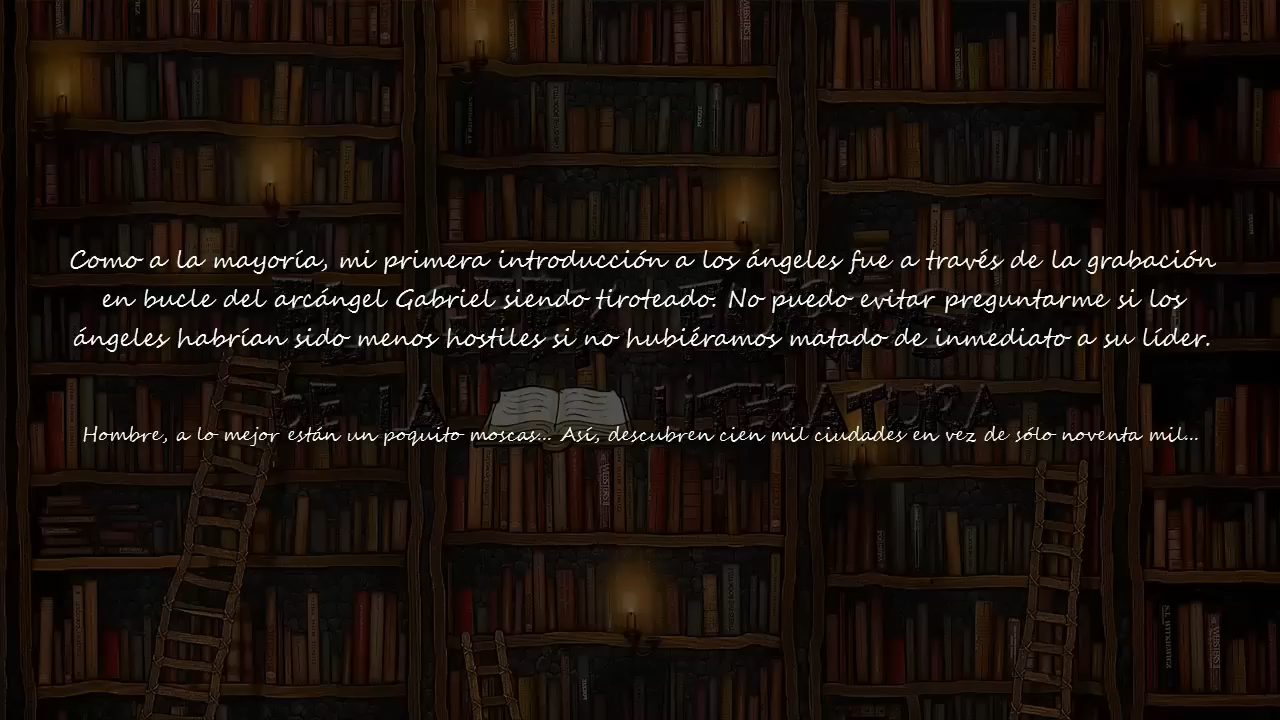 Como a la mayoría, mi primera introducción a los ángeles fue a través de la grabación
en bucle del arcángel Gabriel siendo tiroteado. No puedo evitar preguntarme si los
ángeles habrían sido menos hostiles si no hubiéramos matado de inmediato a su líder.
DE LA LITERATURA
Hombre, a lo mejor están un poquito moscas... Así, descubren cien mil ciudades en vez de sólo noventa mil...